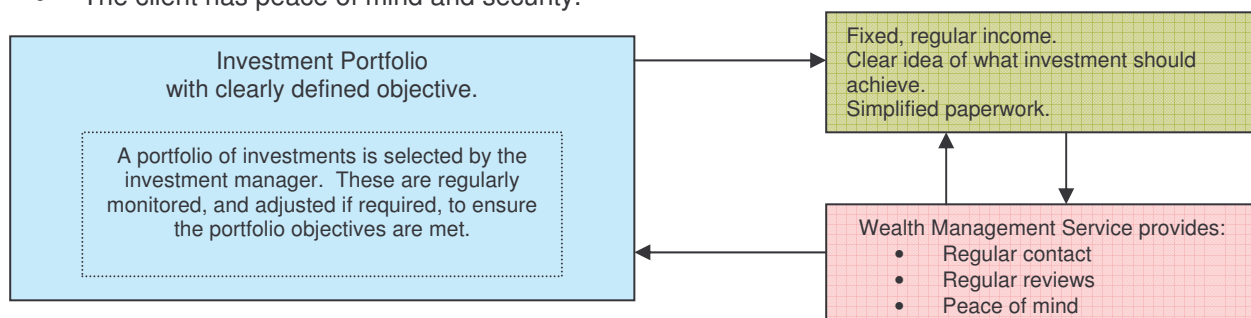 • The client has peace of mind and security.
Investment Portfolio
with clearly defined objective.
A portfolio of investments is selected by the
investment manager.  These are regularly
monitored, and adjusted if required, to ensure
the portfolio objectives are met.
Fixed, regular income.
Clear idea of what investment should
achieve.
Simplified paperwork.
Wealth Management Service provides:
• Regular contact
• Regular reviews
• Peace of mind